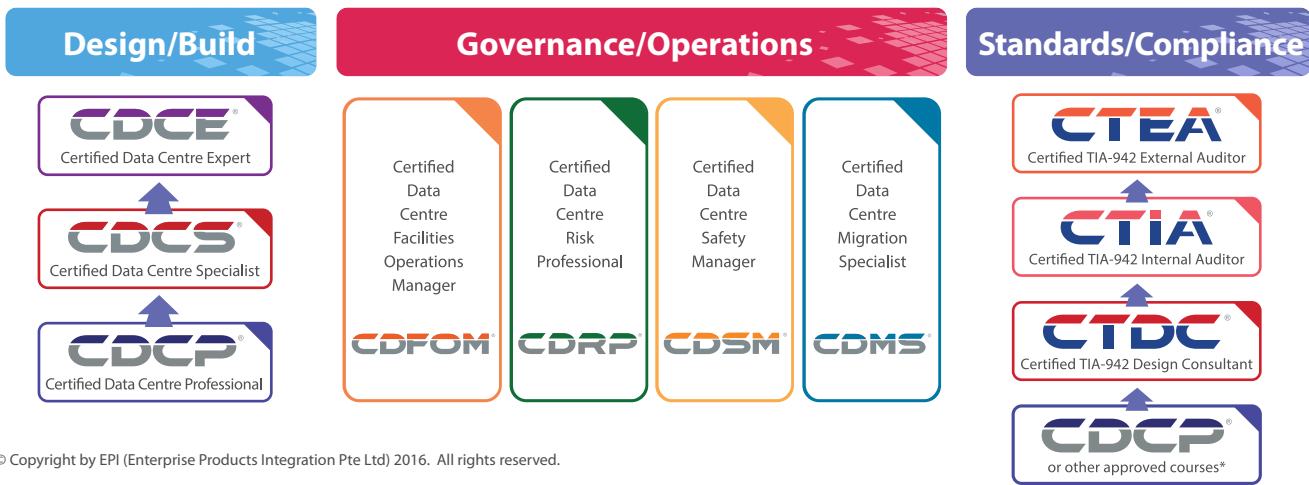 Design/Build
CDCE®
Certified Data Centre Expert
CDCS®
Certified Data Centre Specialist
CDCP®
Certified Data Centre Professional
Governance/Operations
Certified
Data
Centre
Facilities
Operations
Manager
CDFOM®
Certified
Data
Centre
Risk
Professional
CDRP®
Certified
Data
Centre
Safety
Manager
CDSM®
Certified
Data
Centre
Migration
Specialist
CDMS®
Standards/Compliance
CTEA®
Certified TIA-942 External Auditor
CTIA®
Certified TIA-942 Internal Auditor
CTDC®
Certified TIA-942 Design Consultant
CDCP®
or other approved courses*
© Copyright by EPI (Enterprise Products Integration Pte Ltd) 2016. All rights reserved.